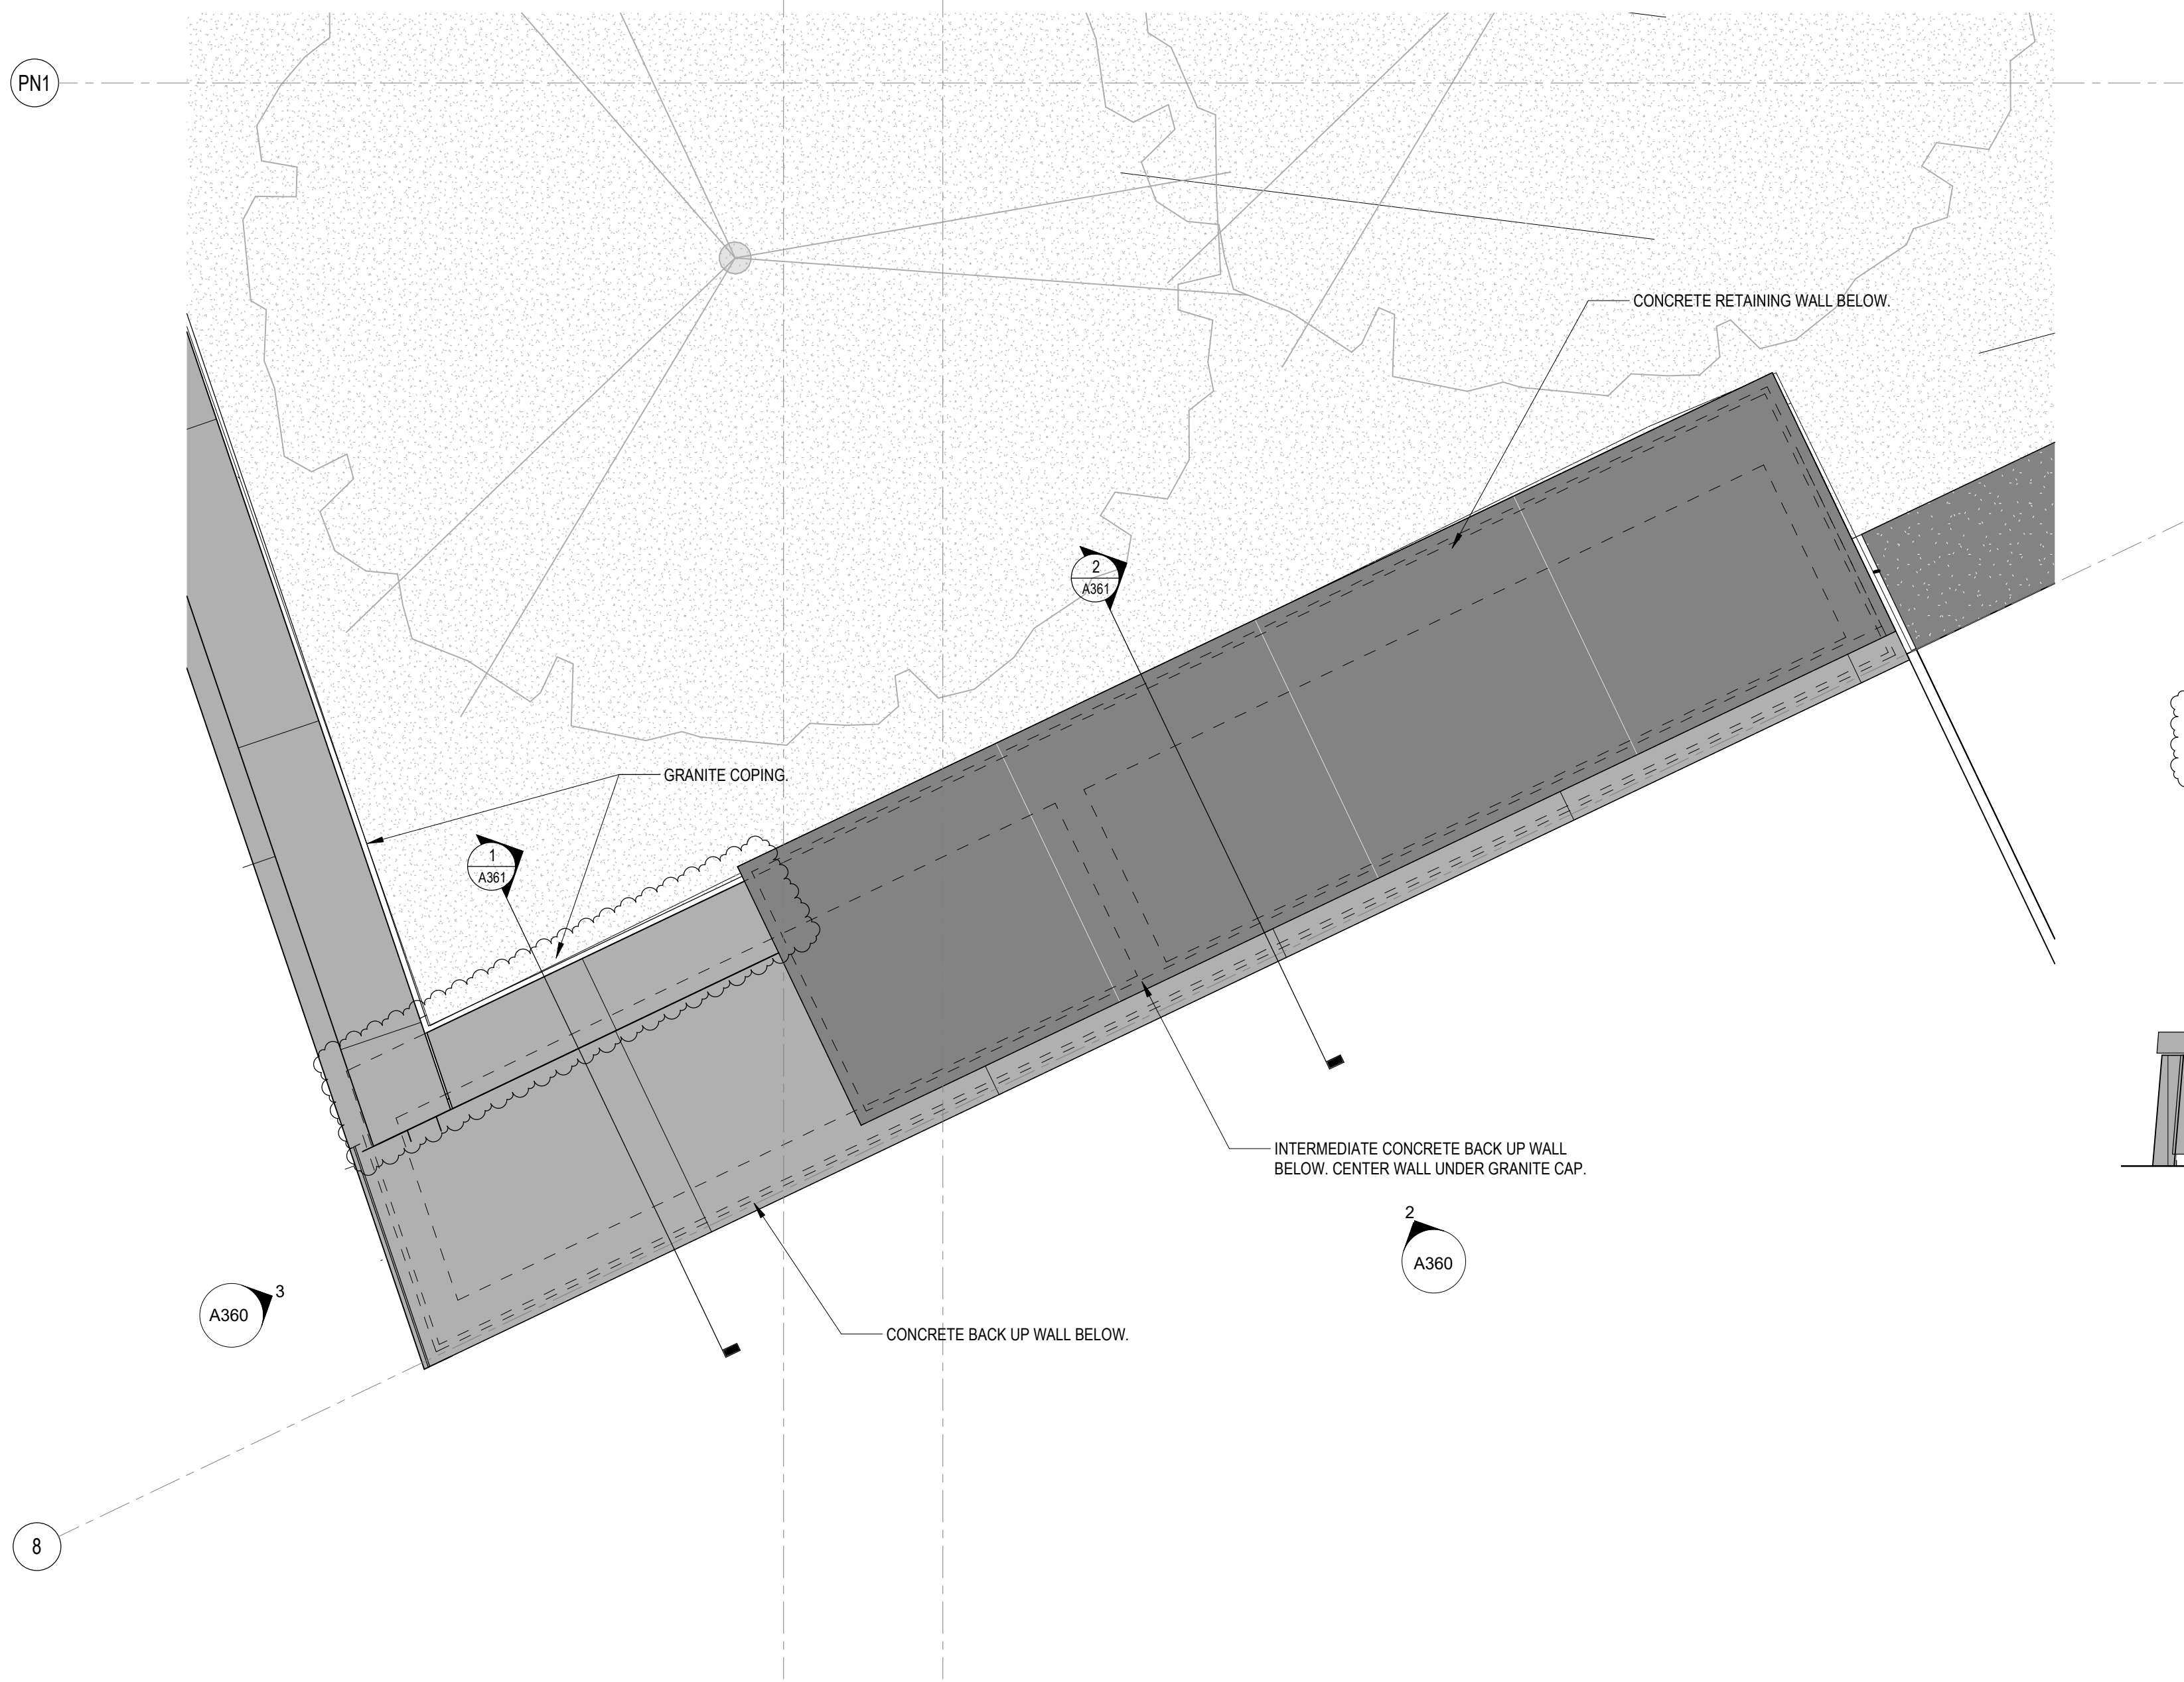 PN1
CONCRETE RETAINING WALL BELOW.
2
A361
GRANITE COPING.
1
A361
INTERMEDIATE CONCRETE BACK UP WALL
BELOW. CENTER WALL UNDER GRANITE CAP.
2
A360
3
A360
CONCRETE BACK UP WALL BELOW.
8